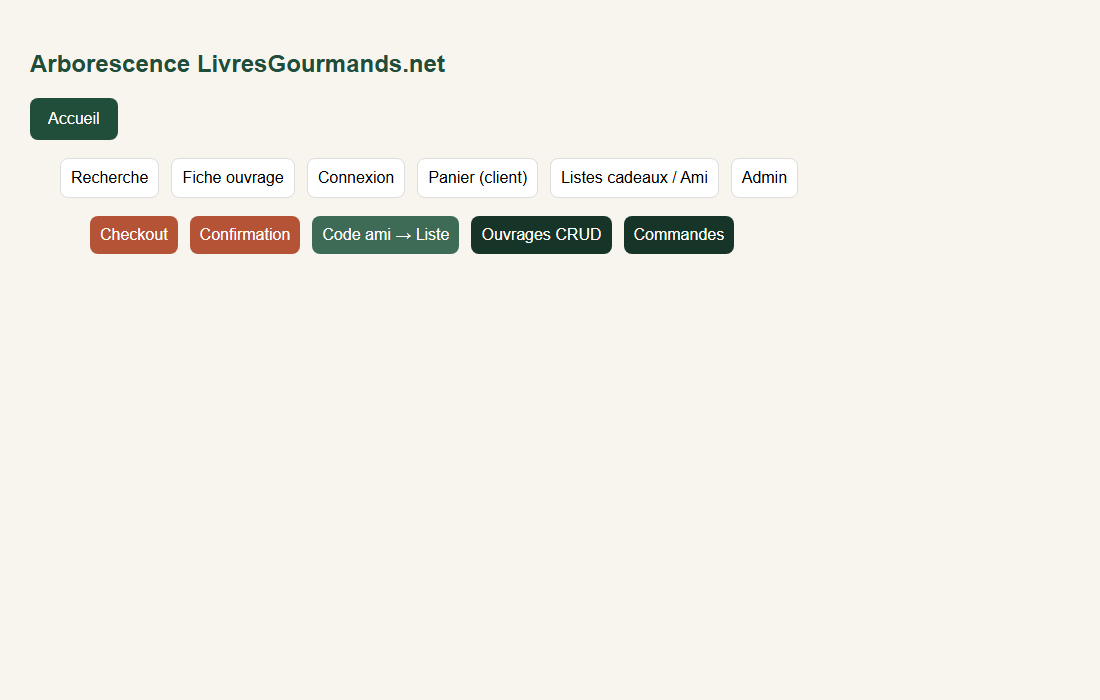 Arborescence LivresGourmands.net
Accueil
Recherche Fiche ouvrage Connexion Panier (client) Listes cadeaux / Ami Admin
Checkout Confirmation Code ami → Liste Ouvrages CRUD Commandes